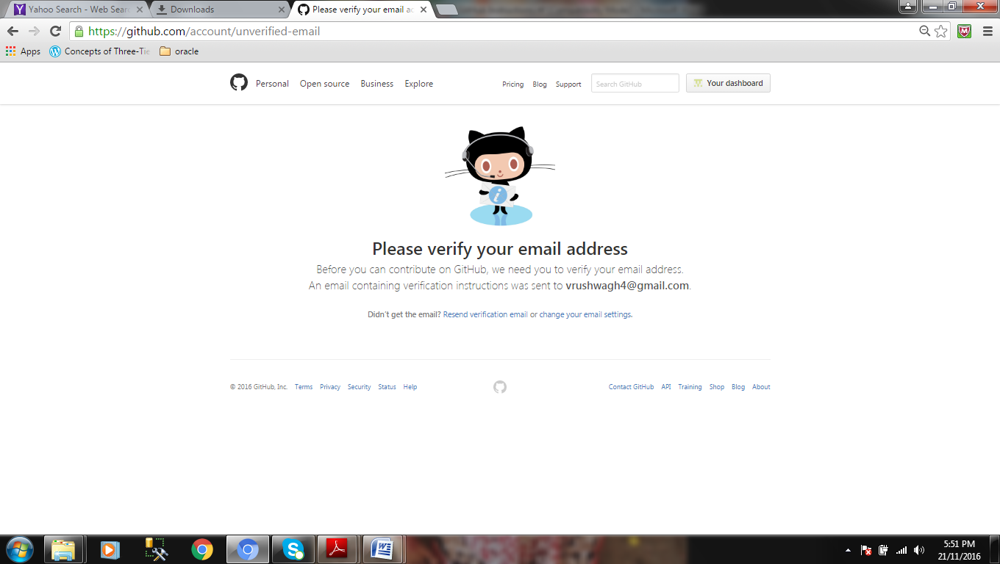 Yahoo Search - Web Sear
Downloads
Please verify your email ad
https://github.com/account/unverified-email
Apps
Concepts of Three-Tie
oracle
Personal Open source Business Explore
Pricing Blog Support
Search GitHub
Your dashboard
Please verify your email address
Before you can contribute on GitHub, we need you to verify your email address.
An email containing verification instructions was sent to vrushwagh4@gmail.com.
Didn't get the email? Resend verification email or change your email settings.
© 2016 GitHub, Inc. Terms Privacy Security Status Help
Contact GitHub API Training Shop Blog About
5:51 PM
21/11/2016